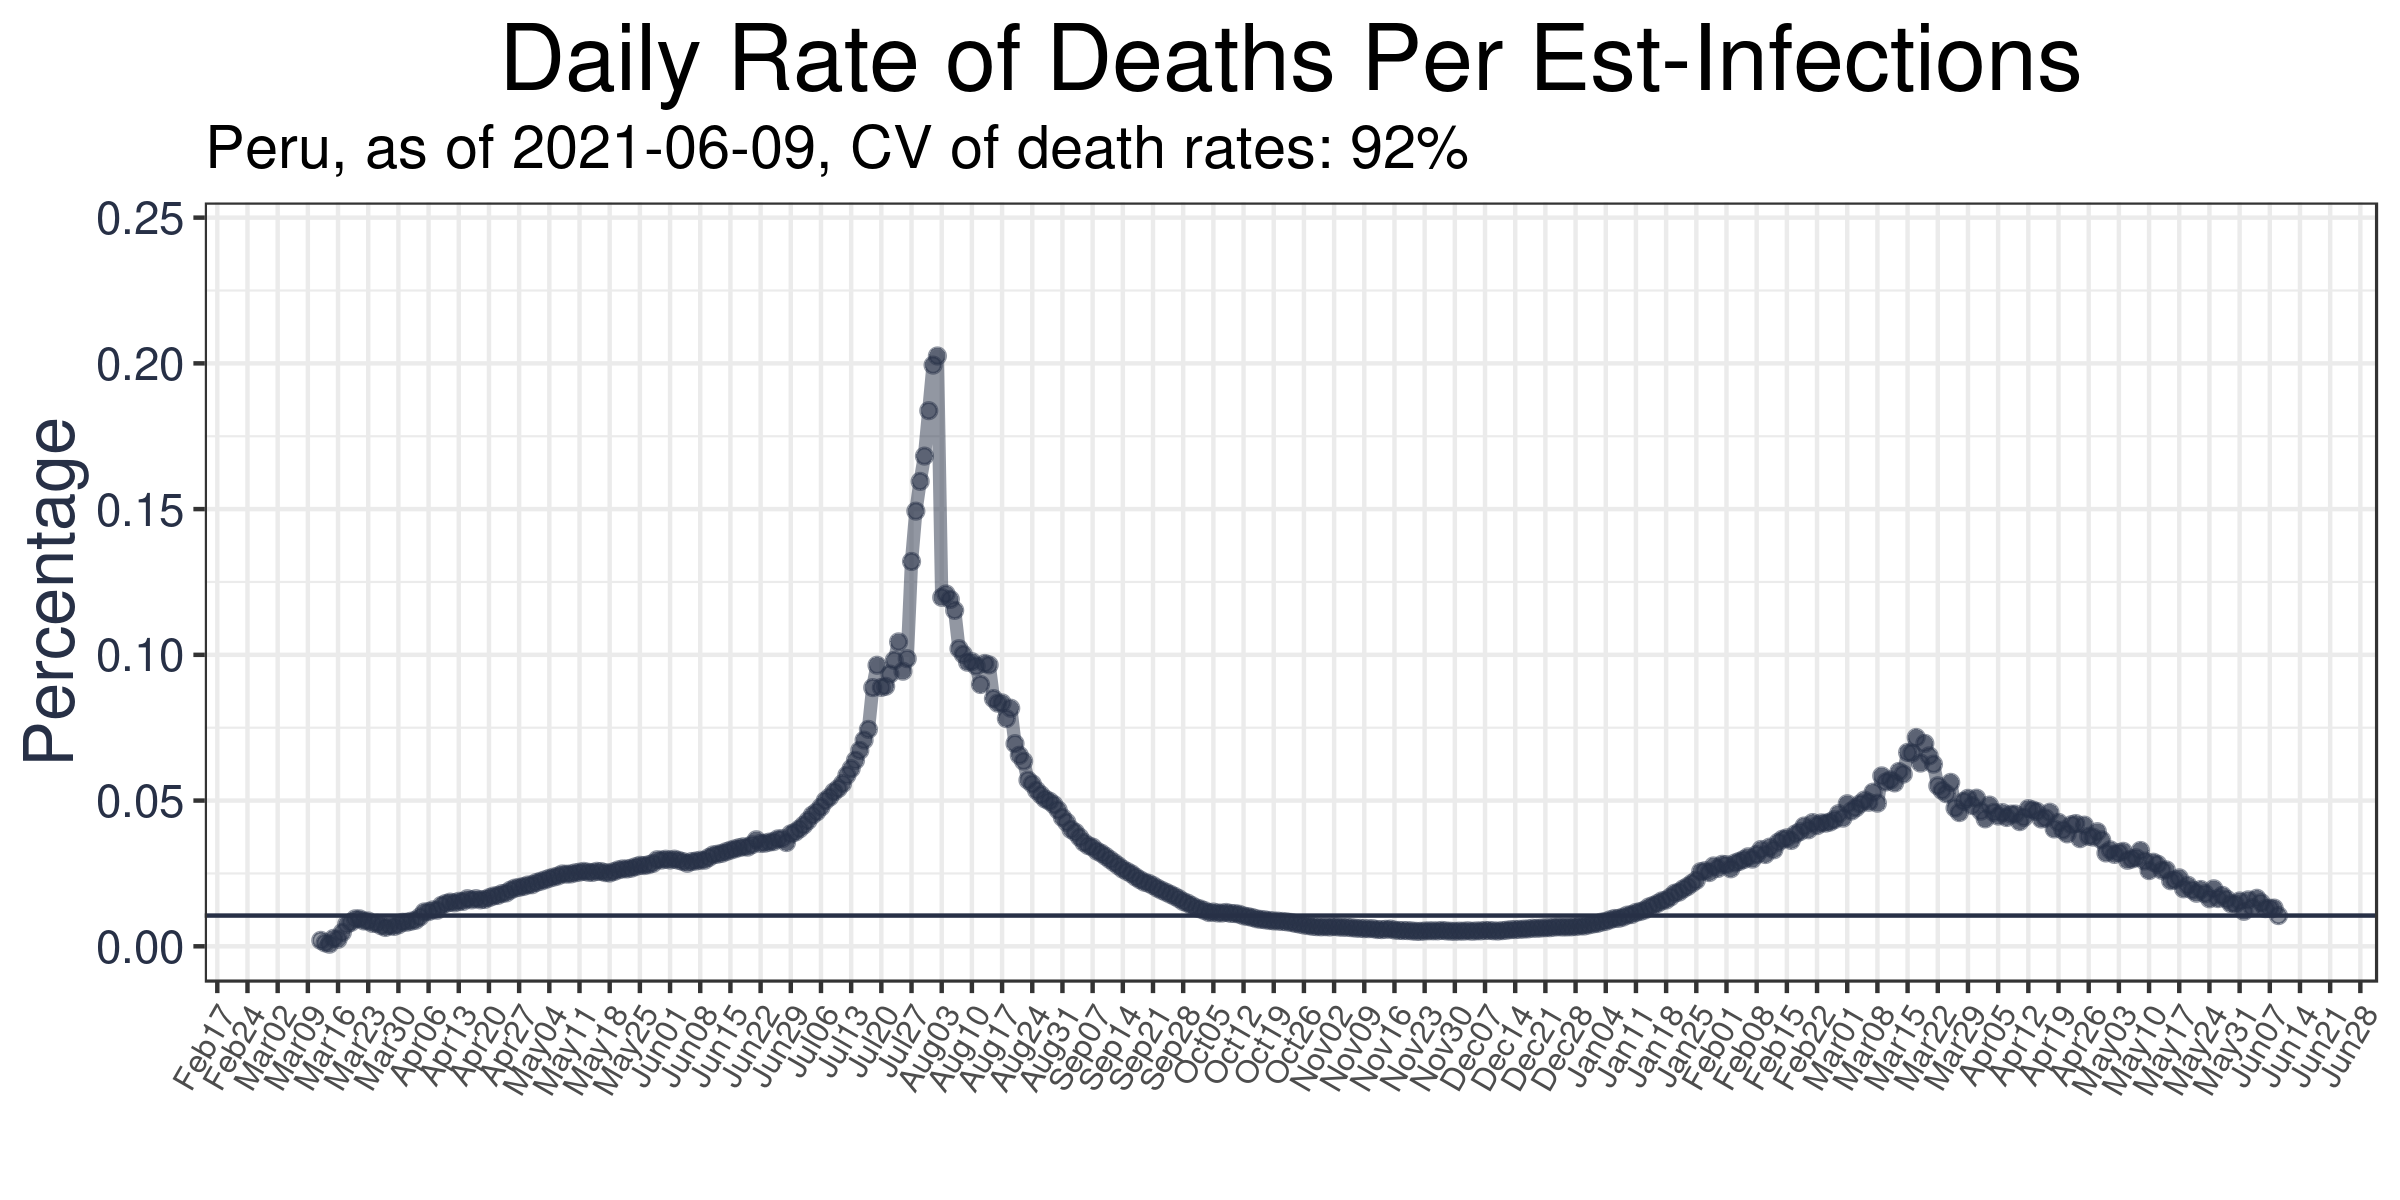 Daily Rate of Deaths Per Est-Infections
Peru, as of 2021-06-09, CV of death rates: 92%
Percentage
0.25
0.20
0.15
0.10
0.05
0.00
Feb17
Feb24
Mar02
Mar09
Mar16
Mar23
Mar30
Apr06
Apr13
Apr20
Apr27
May04
May11
May18
May25
Jun01
Jun08
Jun15
Jun22
Jun29
Jul06
Jul13
Jul20
Jul27
Aug03
Aug10
Aug17
Aug24
Aug31
Sep07
Sep14
Sep21
Sep28
Oct05
Oct12
Oct19
Oct26
Nov02
Nov09
Nov16
Nov23
Nov30
Dec07
Dec14
Dec21
Dec28
Jan04
Jan11
Jan18
Jan25
Feb01
Feb08
Feb15
Feb22
Mar01
Mar08
Mar15
Mar22
Mar29
Apr05
Apr12
Apr19
Apr26
May03
May10
May17
May24
May31
Jun07
Jun14
Jun21
Jun28